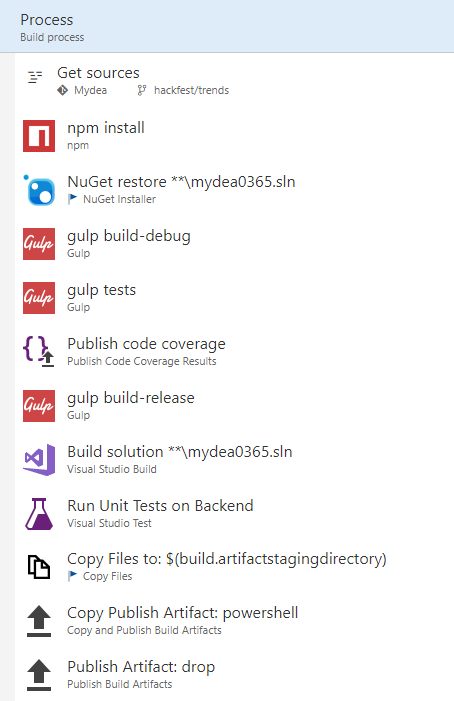 Process
Build process
Get sources
Mydea hackfest/trends
npm install
npm
NuGet restore **\mydea0365.sln
NuGet Installer
Gulp
gulp build-debug
Gulp
Gulp
gulp tests
Gulp
Publish code coverage
Publish Code Coverage Results
Gulp
gulp build-release
Gulp
Build solution **\mydea0365.sln
Visual Studio Build
Run Unit Tests on Backend
Visual Studio Test
Copy Files to: $(build.artifactstagingdirectory)
Copy Files
Copy Publish Artifact: powershell
Copy and Publish Build Artifacts
Publish Artifact: drop
Publish Build Artifacts